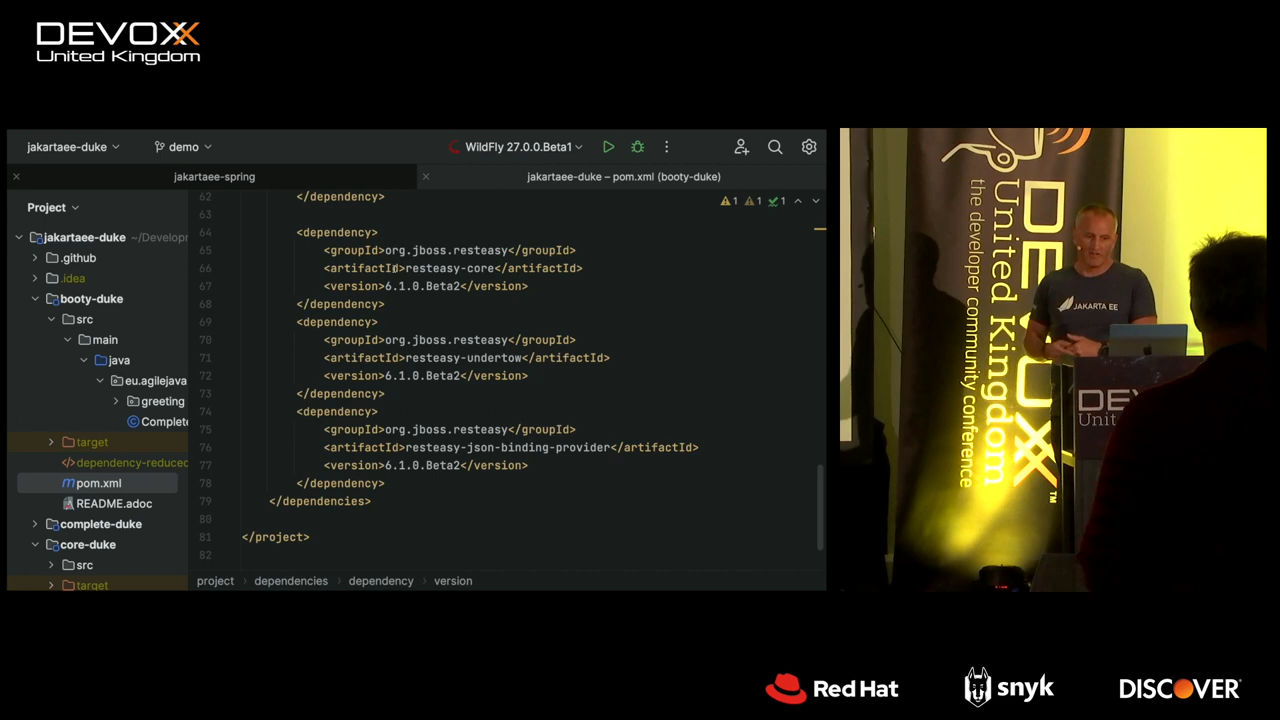 DEVOXX
United Kingdom
jakartaee-duke
demo
WildFly 27.0.0.Beta1
jakartaee-spring
jakartaee-duke – pom.xml (booty-duke)
Project
jakartaee-duke ~/Developr
.github
.idea
booty-duke
src
main
java
eu.agilejava
greeting
Complete
target
dependency-reduced
pom.xml
README.adoc
complete-duke
core-duke
src
target
1 1 1
62 </dependency>
63
64 <dependency>
65 <groupId>org.jboss.resteasy</groupId>
66 <artifactId>resteasy-core</artifactId>
67 <version>6.1.0.Beta2</version>
68 </dependency>
69 <dependency>
70 <groupId>org.jboss.resteasy</groupId>
71 <artifactId>resteasy-undertow</artifactId>
72 <version>6.1.0.Beta2</version>
73 </dependency>
74 <dependency>
75 <groupId>org.jboss.resteasy</groupId>
76 <artifactId>resteasy-json-binding-provider</artifactId>
77 <version>6.1.0.Beta2</version>
78 </dependency>
79 </dependencies>
80
81 </project>
82
project › dependencies › dependency › version
DEVOXX™
United Kingdom
the developer community conference
JAKARTA EE
Red Hat
snyk
DISCOVER